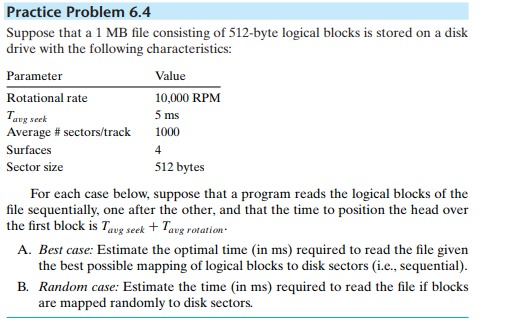 Practice Problem 6.4
Suppose that a 1 MB file consisting of 512-byte logical blocks is stored on a disk
drive with the following characteristics:
Parameter Value
Rotational rate 10,000 RPM
Tavg seek 5 ms
Average # sectors/track 1000
Surfaces 4
Sector size 512 bytes
For each case below, suppose that a program reads the logical blocks of the
file sequentially, one after the other, and that the time to position the head over
the first block is Tavg seek + Tavg rotation.
A. Best case: Estimate the optimal time (in ms) required to read the file given
the best possible mapping of logical blocks to disk sectors (i.e., sequential).
B. Random case: Estimate the time (in ms) required to read the file if blocks
are mapped randomly to disk sectors.